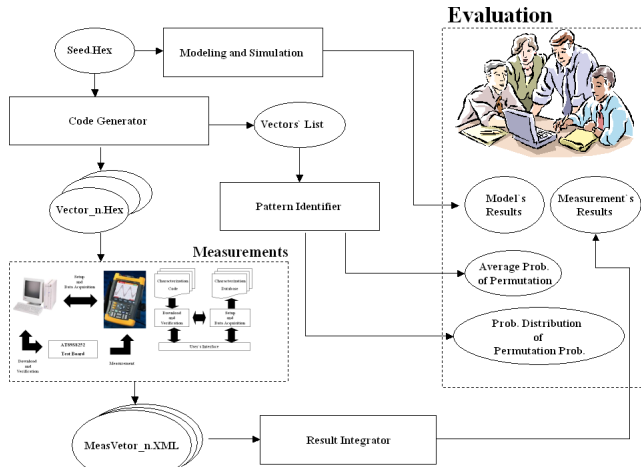 Evaluation
Seed.Hex
Modeling and Simulation
Code Generator
Vectors' List
Vector_n.Hex
Pattern Identifier
Model's
Results
Measurement's
Results
Measurements
Average Prob.
of Permutation
Prob. Distribution
of
Permutation Prob.
Setup
and
Data Acquisition
Characterization
Code
Characterization
Database
Download
and
Verification
Setup
and
Data Acquisition
User's Interface
Test Board
Download
and
Verification
Measurement
MeasVetor_n.XML
Result Integrator